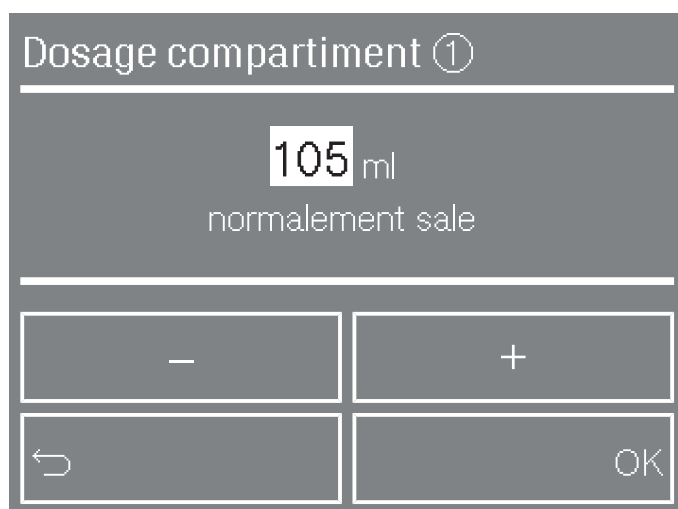 Dosage compartiment ①
105 ml
normalement sale
– +
OK